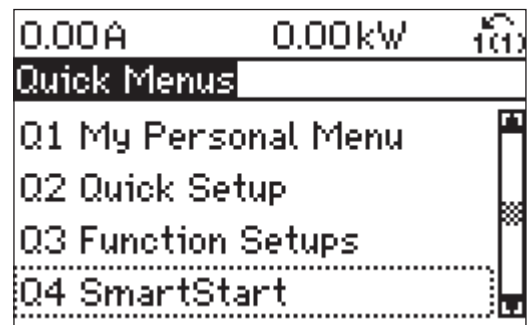 0.00A 0.00kW 1(1)
Quick Menus
Q1 My Personal Menu
Q2 Quick Setup
Q3 Function Setups
Q4 SmartStart